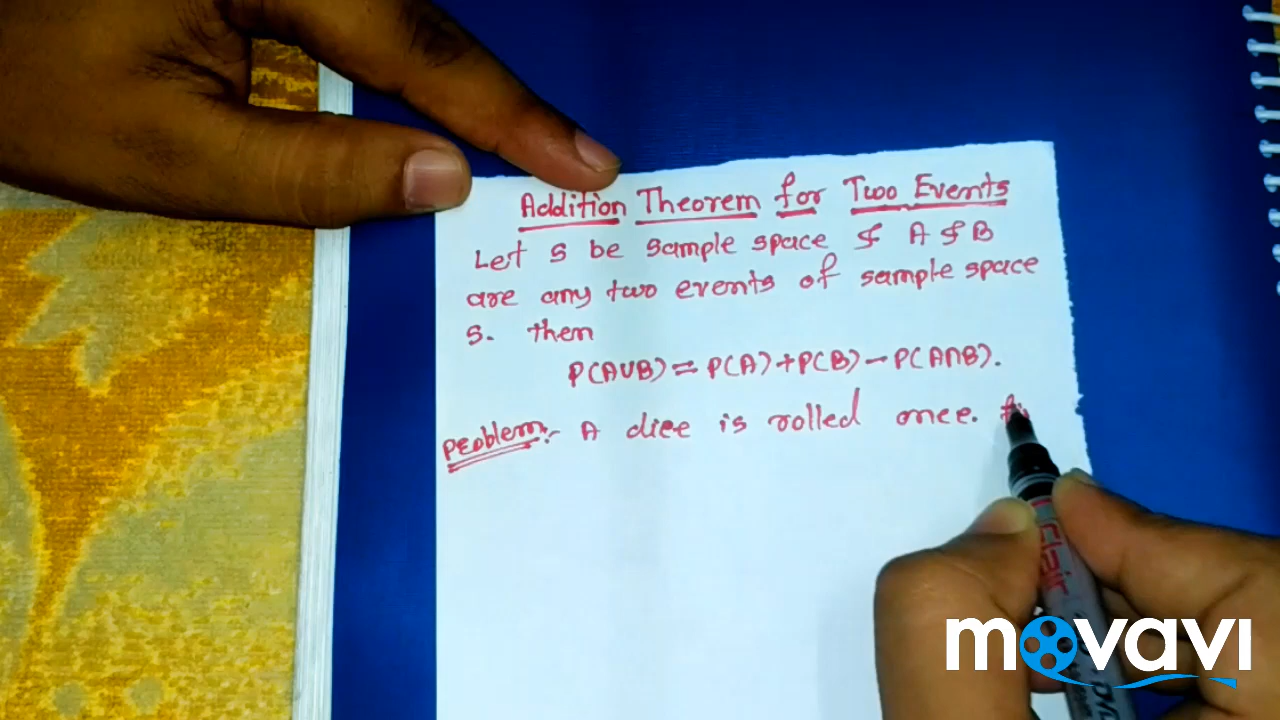 Addition Theorem for Two Events
Let S be sample space & A & B
are any two events of sample space
S. then
P(A∪B) = P(A) + P(B) - P(A∩B).
Problem:- A dice is rolled once.
movavi